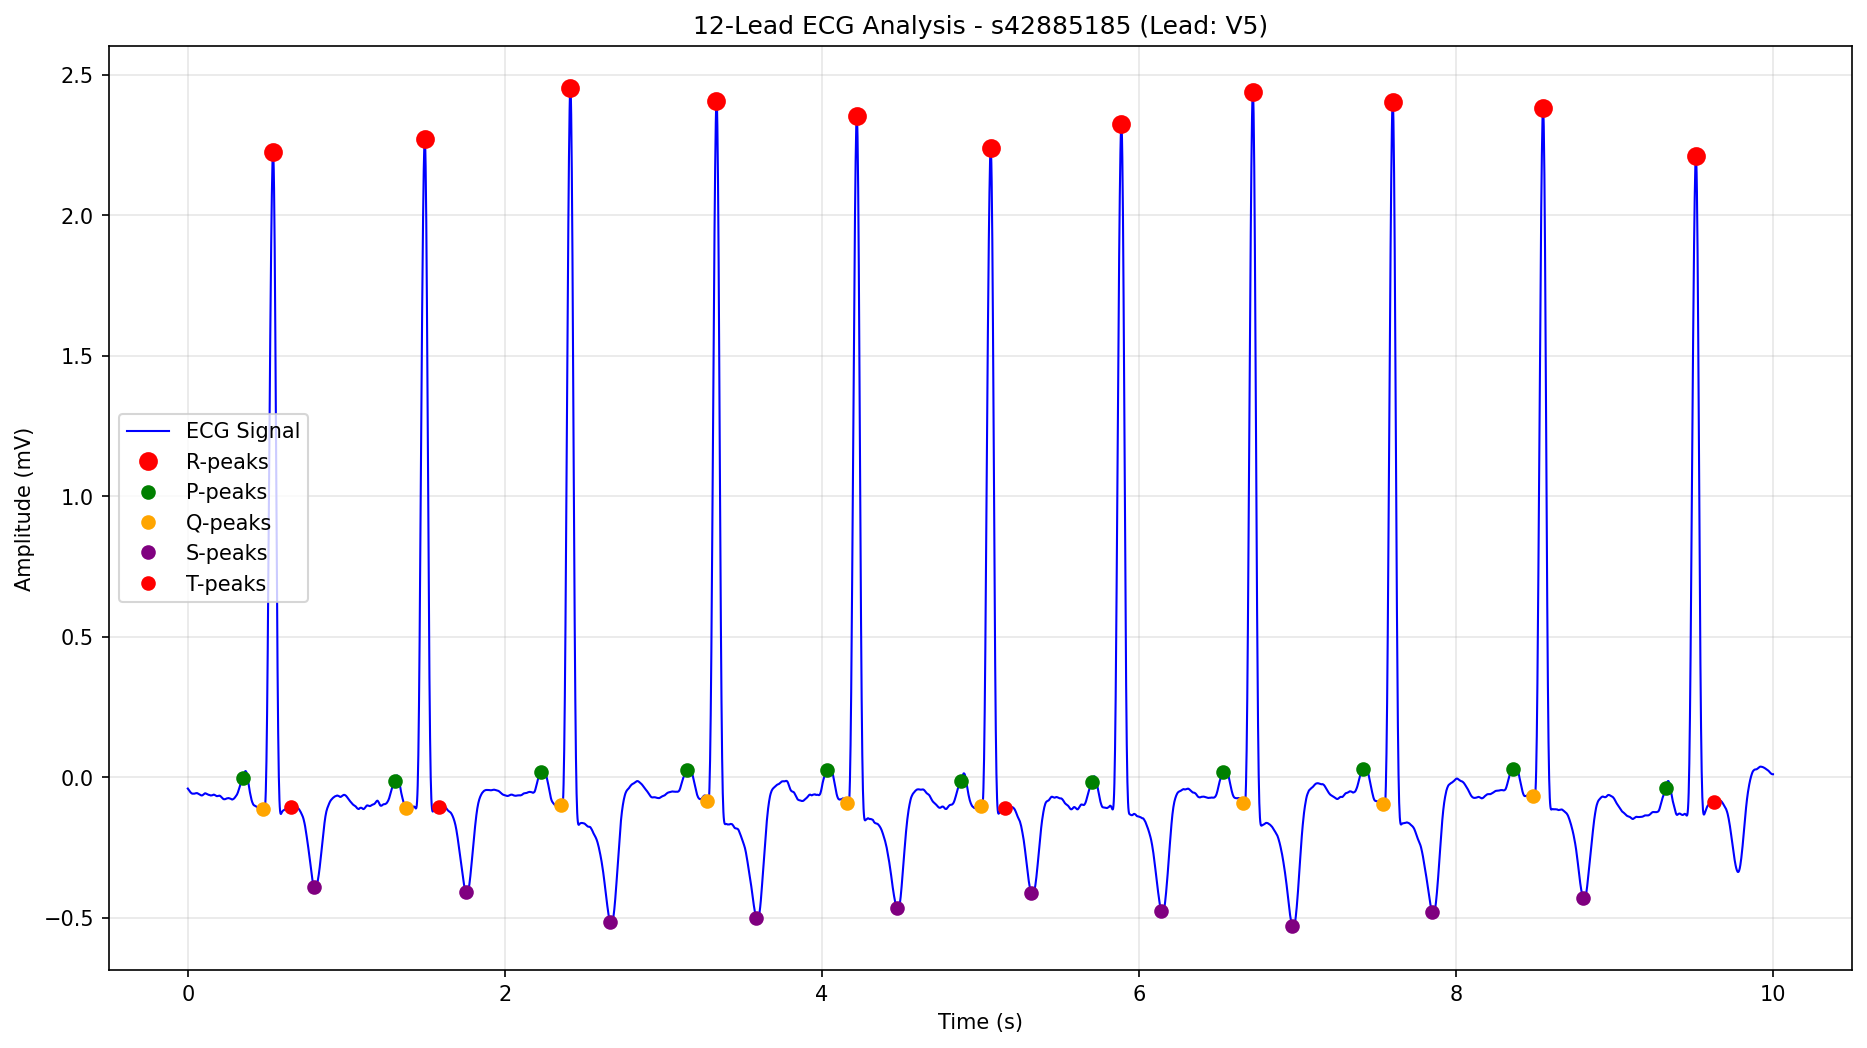 12-Lead ECG Analysis - s42885185 (Lead: V5)
2.5
2.0
1.5
1.0
0.5
0.0
−0.5
Amplitude (mV)
ECG Signal
R-peaks
P-peaks
Q-peaks
S-peaks
T-peaks
0 2 4 6 8 10
Time (s)